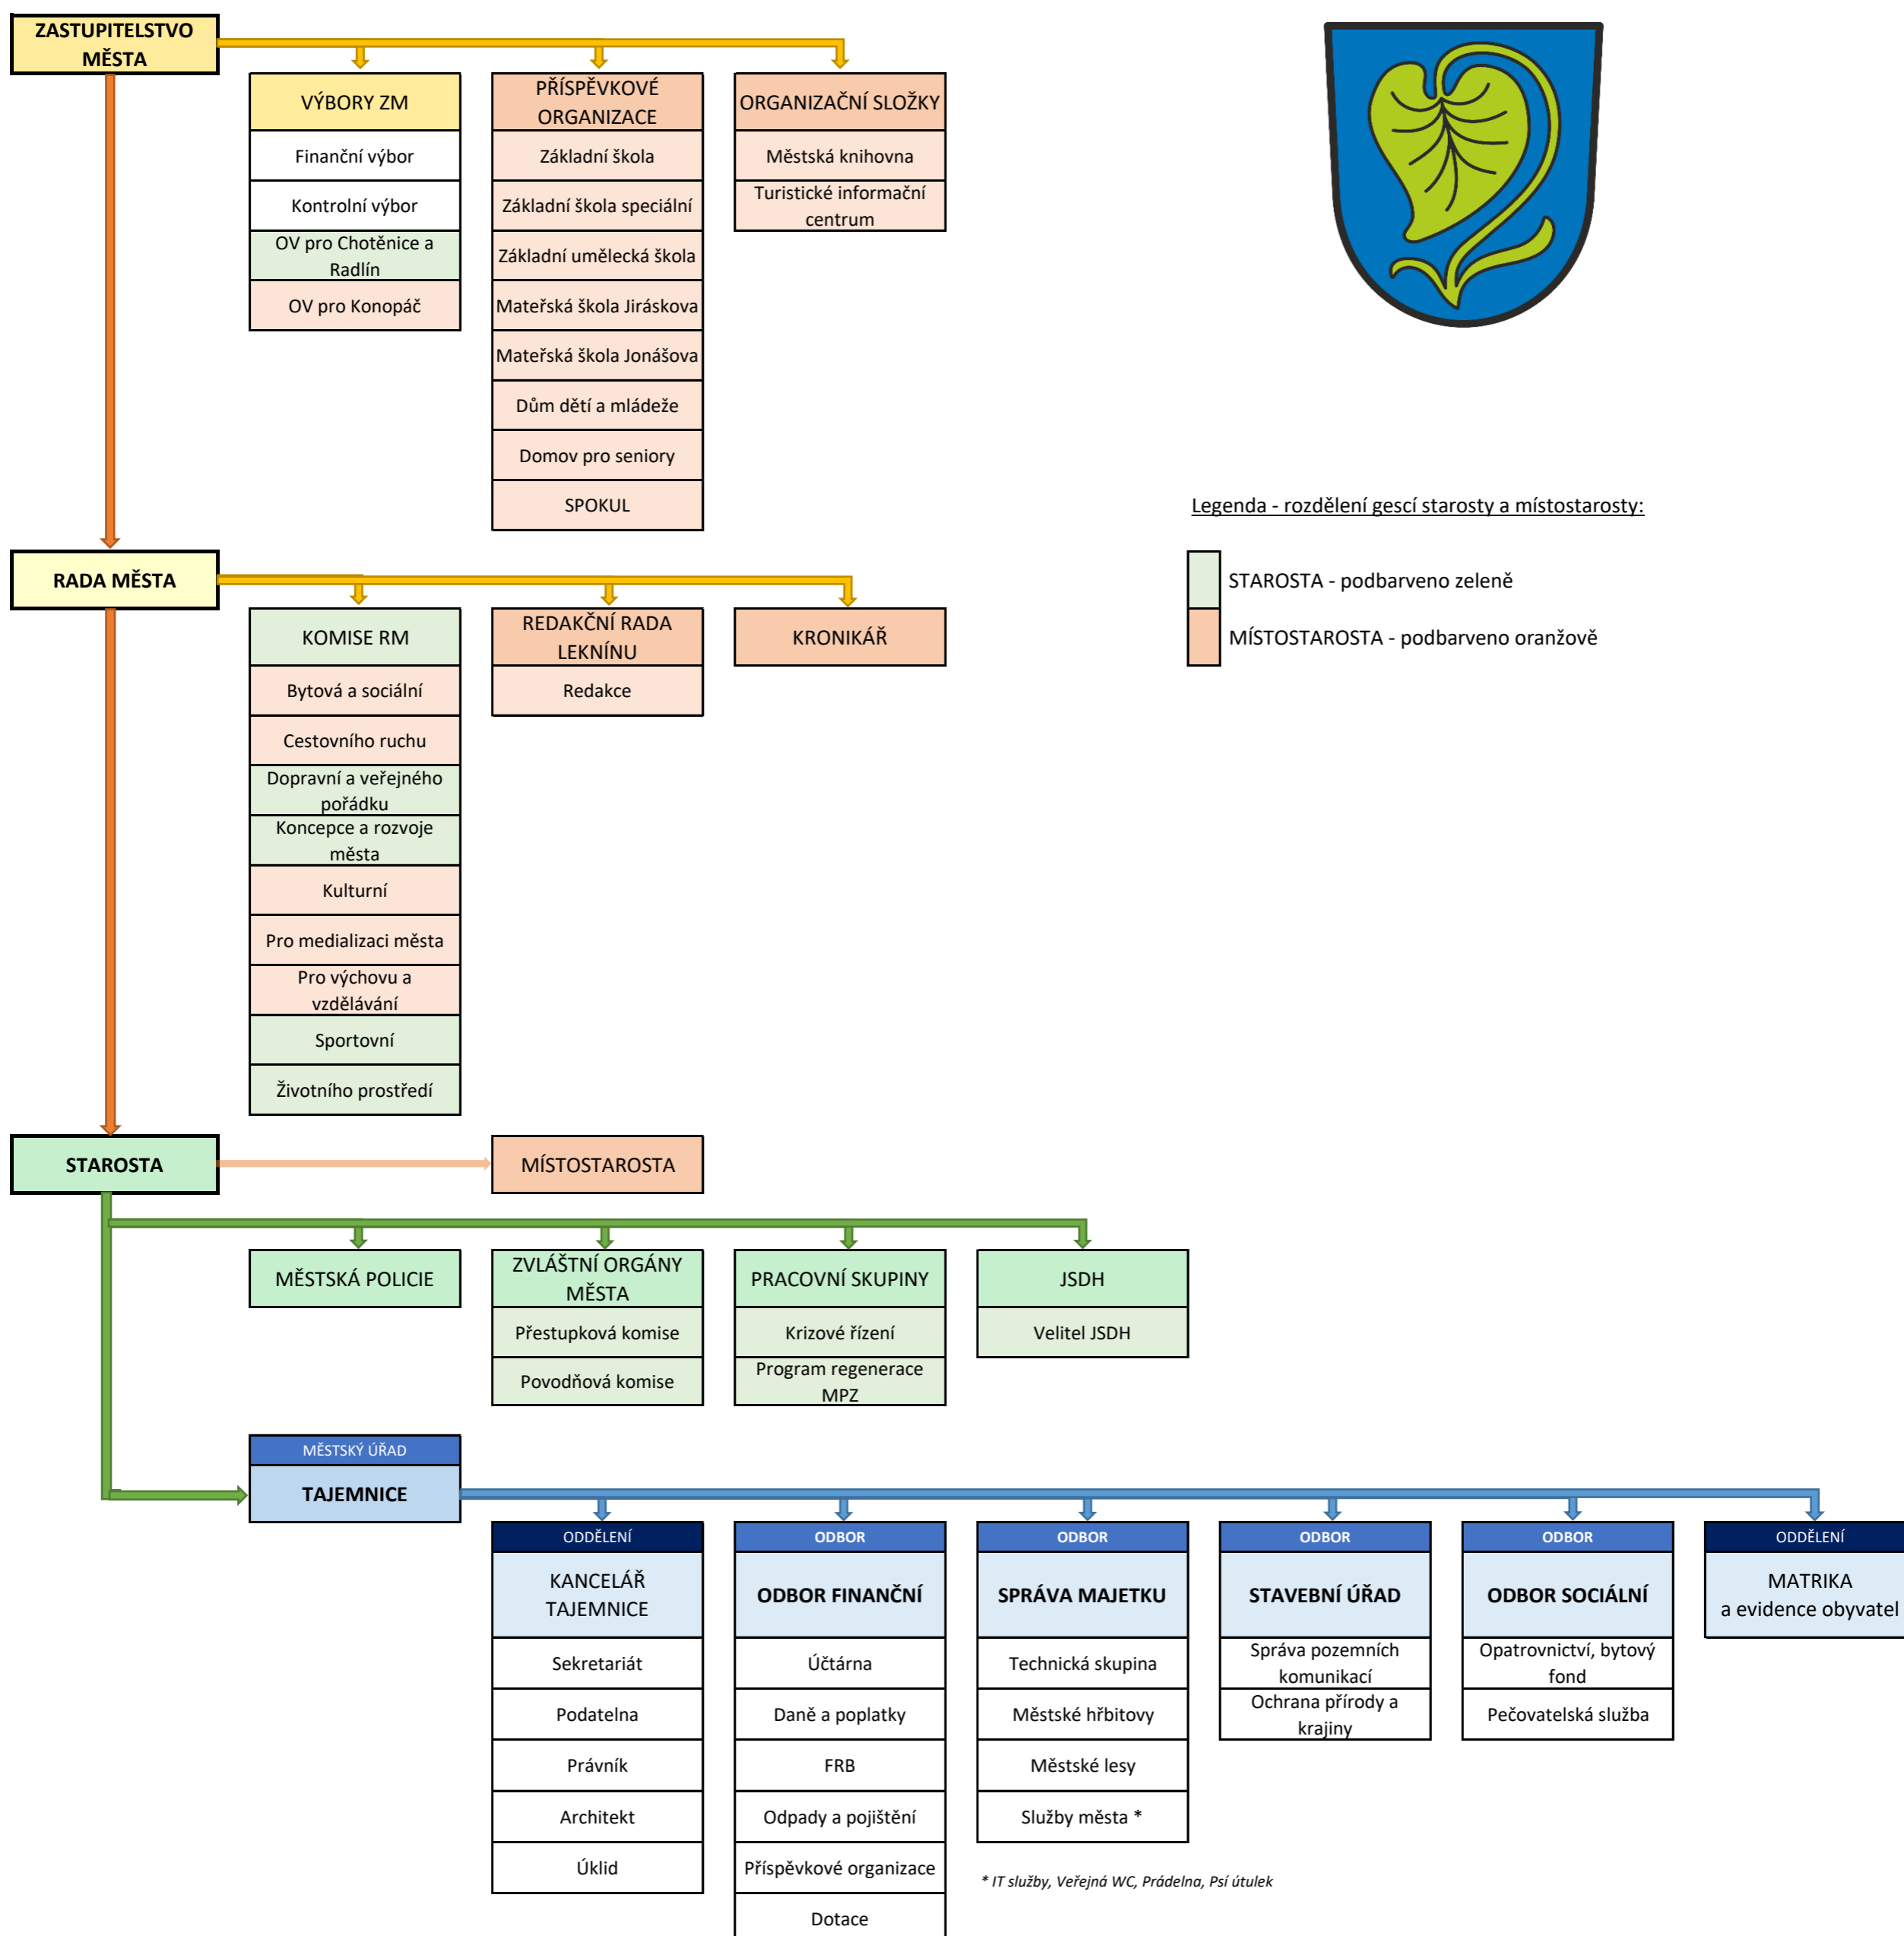 ZASTUPITELSTVO
MĚSTA
VÝBORY ZM
Finanční výbor
Kontrolní výbor
OV pro Chotěnice a
Radlín
OV pro Konopáč
PŘÍSPĚVKOVÉ
ORGANIZACE
Základní škola
Základní škola speciální
Základní umělecká škola
Mateřská škola Jiráskova
Mateřská škola Jonášova
Dům dětí a mládeže
Domov pro seniory
SPOKUL
ORGANIZAČNÍ SLOŽKY
Městská knihovna
Turistické informační
centrum
Legenda - rozdělení gescí starosty a místostarosty:
STAROSTA - podbarveno zeleně
MÍSTOSTAROSTA - podbarveno oranžově
RADA MĚSTA
KOMISE RM
Bytová a sociální
Cestovního ruchu
Dopravní a veřejného
pořádku
Koncepce a rozvoje
města
Kulturní
Pro medializaci města
Pro výchovu a
vzdělávání
Sportovní
Životního prostředí
REDAKČNÍ RADA
LEKNÍNU
Redakce
KRONIKÁŘ
STAROSTA
MÍSTOSTAROSTA
MĚSTSKÁ POLICIE
ZVLÁŠTNÍ ORGÁNY
MĚSTA
Přestupková komise
Povodňová komise
PRACOVNÍ SKUPINY
Krizové řízení
Program regenerace
MPZ
JSDH
Velitel JSDH
MĚSTSKÝ ÚŘAD
TAJEMNICE
ODDĚLENÍ
KANCELÁŘ
TAJEMNICE
Sekretariát
Podatelna
Právník
Architekt
Úklid
ODBOR
ODBOR FINANČNÍ
Účtárna
Daně a poplatky
FRB
Odpady a pojištění
Příspěvkové organizace
Dotace
ODBOR
SPRÁVA MAJETKU
Technická skupina
Městské hřbitovy
Městské lesy
Služby města *
* IT služby, Veřejná WC, Prádelna, Psí útulek
ODBOR
STAVEBNÍ ÚŘAD
Správa pozemních
komunikací
Ochrana přírody a
krajiny
ODBOR
ODBOR SOCIÁLNÍ
Opatrovnictví, bytový
fond
Pečovatelská služba
ODDĚLENÍ
MATRIKA
a evidence obyvatel